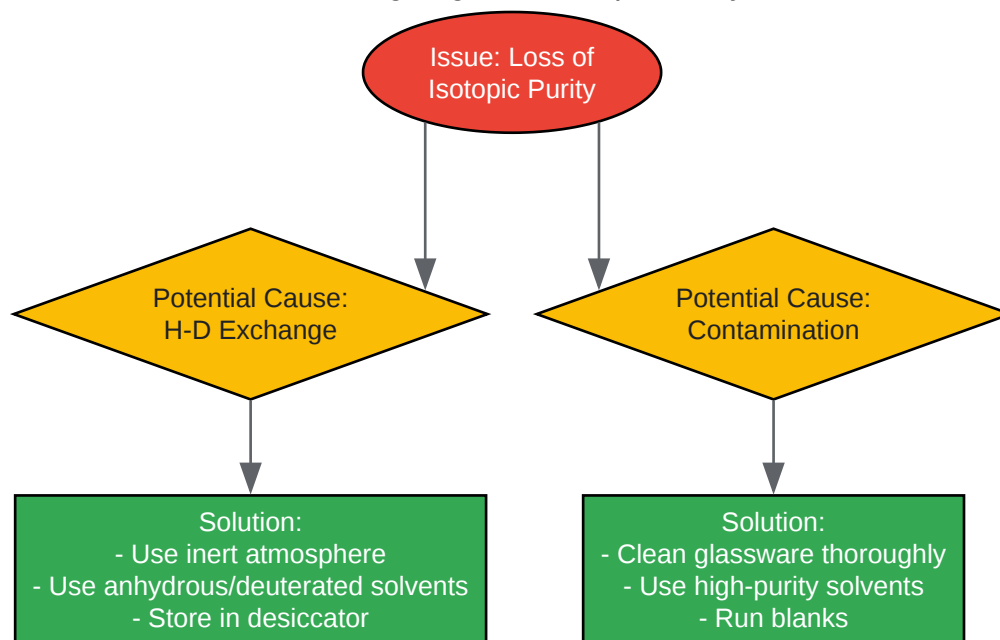 Issue: Loss of
Isotopic Purity
Potential Cause:
H-D Exchange
Potential Cause:
Contamination
Solution:
- Use inert atmosphere
- Use anhydrous/deuterated solvents
- Store in desiccator
Solution:
- Clean glassware thoroughly
- Use high-purity solvents
- Run blanks